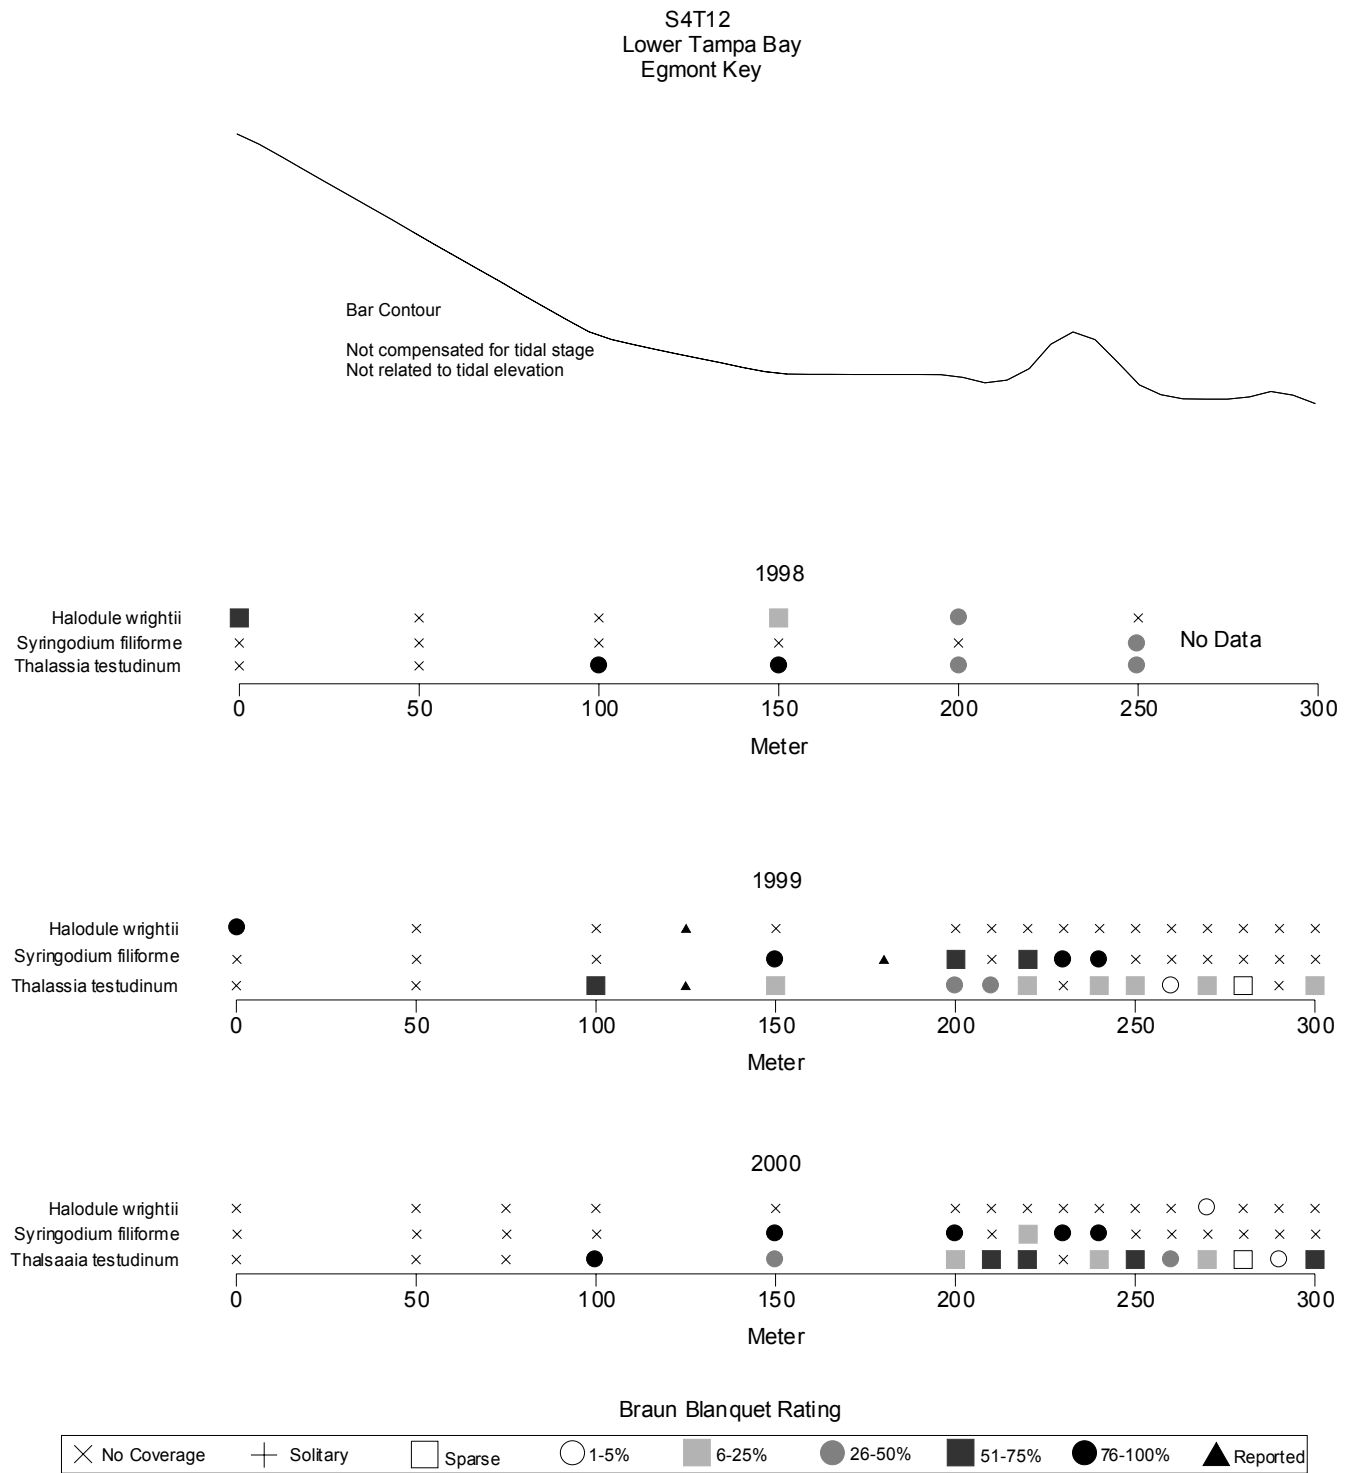 S4T12
Lower Tampa Bay
Egmont Key
Bar Contour
Not compensated for tidal stage
Not related to tidal elevation
1998
Halodule wrightii
Syringodium filiforme
No Data
Thalassia testudinum
0 50 100 150 200 250 300
Meter
1999
Halodule wrightii
Syringodium filiforme
Thalassia testudinum
0 50 100 150 200 250 300
Meter
2000
Halodule wrightii
Syringodium filiforme
Thalsaaia testudinum
0 50 100 150 200 250 300
Meter
Braun Blanquet Rating
No Coverage Solitary Sparse 1-5% 6-25% 26-50% 51-75% 76-100% Reported